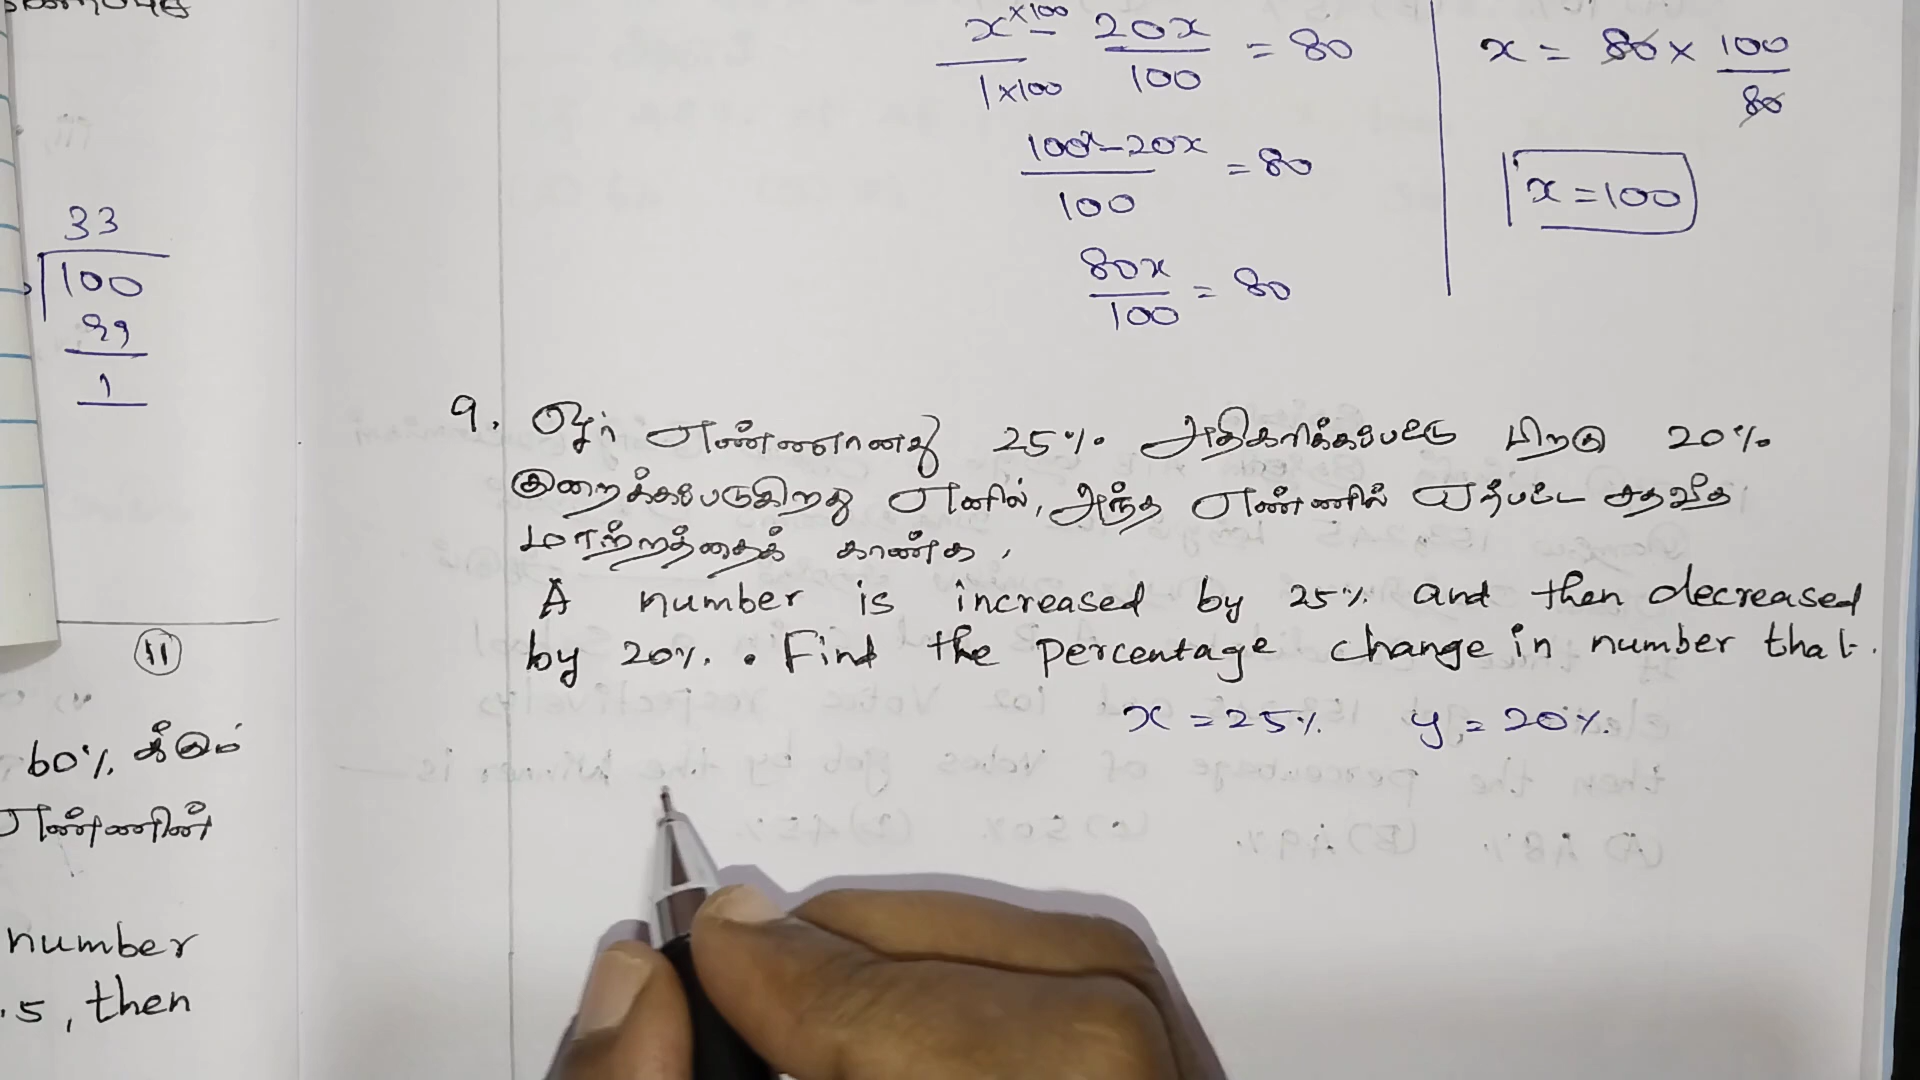 x×100 - 20x = 80
1×100 100
100x-20x = 80
100
80x = 80
100
x = 80 × 100
80
x = 100
33
100
99
1
11
60%. க்கும்
எண்ணின்
number
.5, then
9. ஓர் எண்ணானது 25%. அதிகரிக்கப்பட்டு பிறகு 20%.
குறைக்கப்படுகிறது எனில், அந்த எண்ணில் ஏற்பட்ட சதவீத
மாற்றத்தைக் காண்க.
A number is increased by 25%. and then decreased
by 20%. . Find the percentage change in number that.
x = 25%. y = 20%.